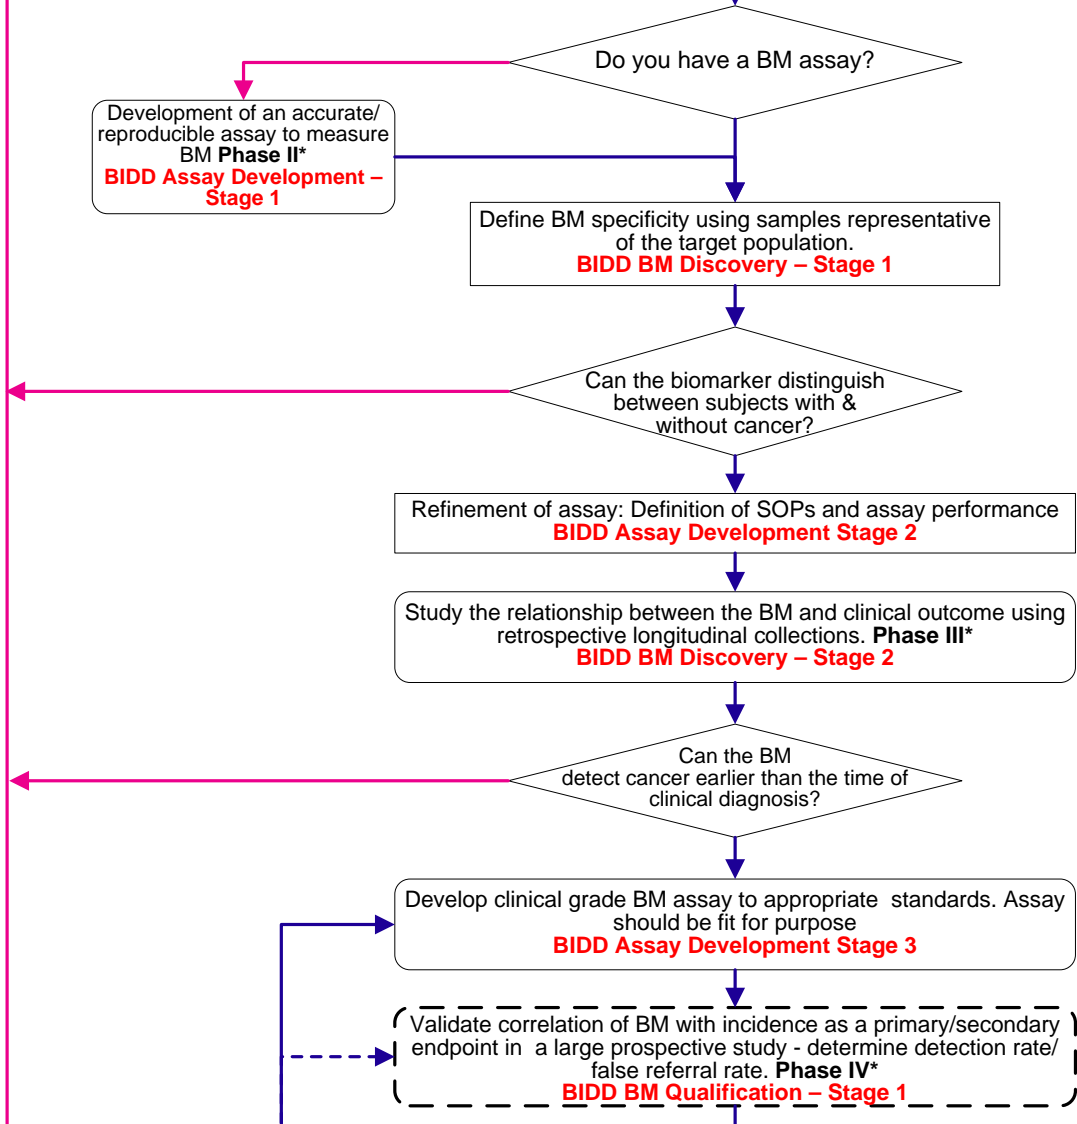 Do you have a BM assay?
Development of an accurate/
reproducible assay to measure
BM Phase II*
BIDD Assay Development –
Stage 1
Define BM specificity using samples representative
of the target population.
BIDD BM Discovery – Stage 1
Can the biomarker distinguish
between subjects with &
without cancer?
Refinement of assay: Definition of SOPs and assay performance
BIDD Assay Development Stage 2
Study the relationship between the BM and clinical outcome using
retrospective longitudinal collections. Phase III*
BIDD BM Discovery – Stage 2
Can the BM
detect cancer earlier than the time of
clinical diagnosis?
Develop clinical grade BM assay to appropriate standards. Assay
should be fit for purpose
BIDD Assay Development Stage 3
Validate correlation of BM with incidence as a primary/secondary
endpoint in a large prospective study - determine detection rate/
false referral rate. Phase IV*
BIDD BM Qualification – Stage 1